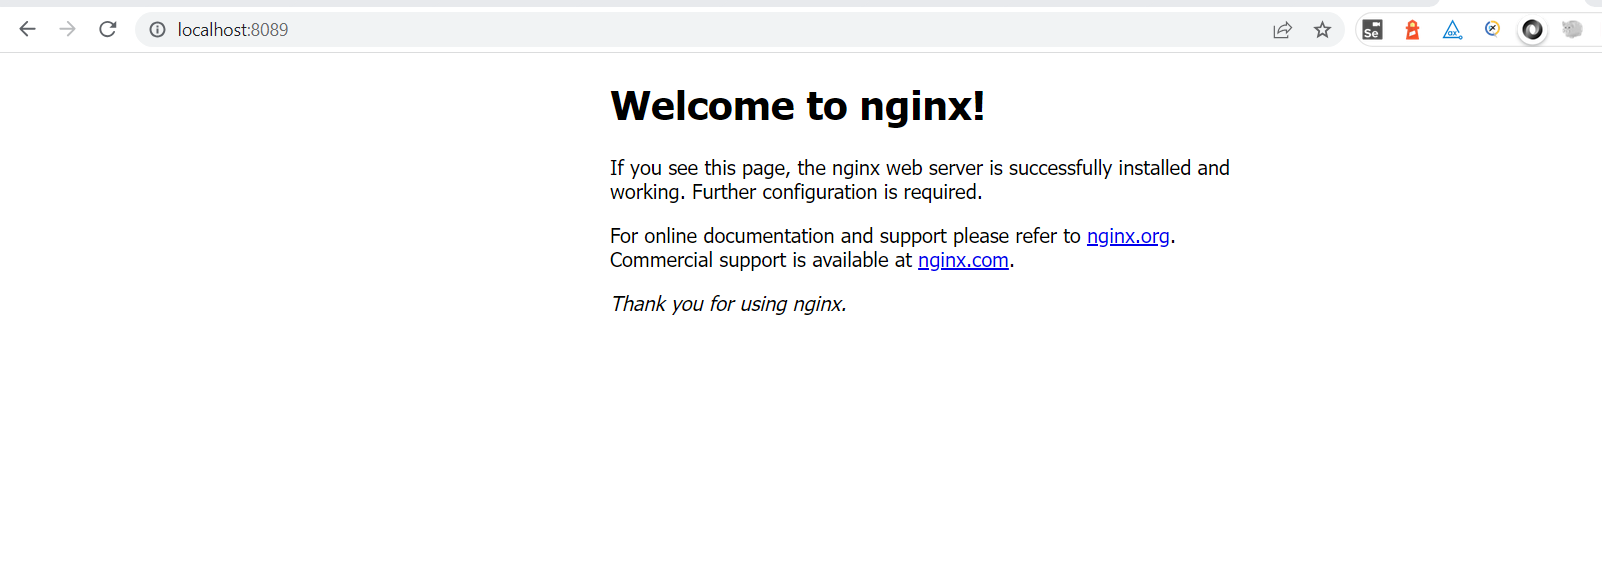 localhost:8089
Se
ax
Welcome to nginx!
If you see this page, the nginx web server is successfully installed and
working. Further configuration is required.
For online documentation and support please refer to nginx.org.
Commercial support is available at nginx.com.
Thank you for using nginx.